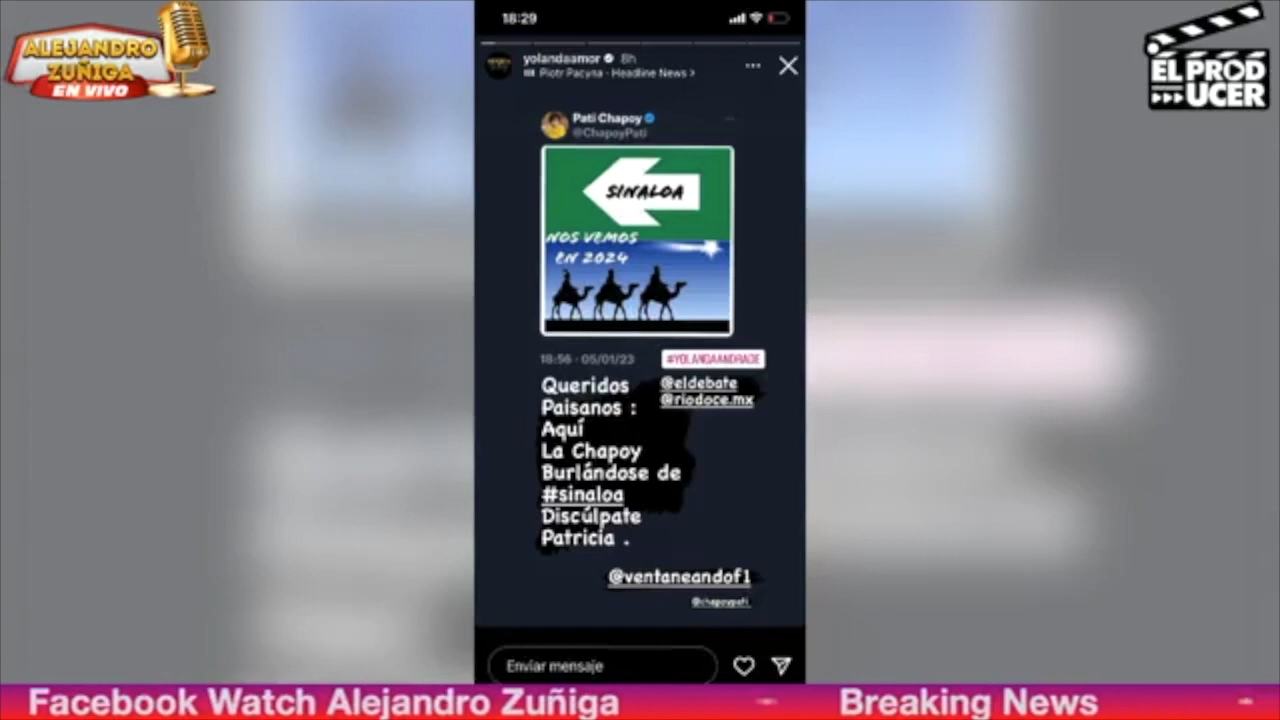 ALEJANDRO
ZUÑIGA
EN VIVO
18:29
EL PROD
UCER
yolandaamor 8h
Piotr Pacyna · Headline News >
Pati Chapoy
@ChapoyPati
SINALOA
NOS VEMOS
EN 2024
18:56 · 05/01/23
#YOLANDAANDRADE
Queridos
Paisanos :
Aquí
La Chapoy
Burlándose de
#sinaloa
Discúlpate
Patricia .
@eldebate
@riodoce.mx
@ventaneandof1
@chapoypati
Enviar mensaje
Facebook Watch Alejandro Zuñiga
Breaking News